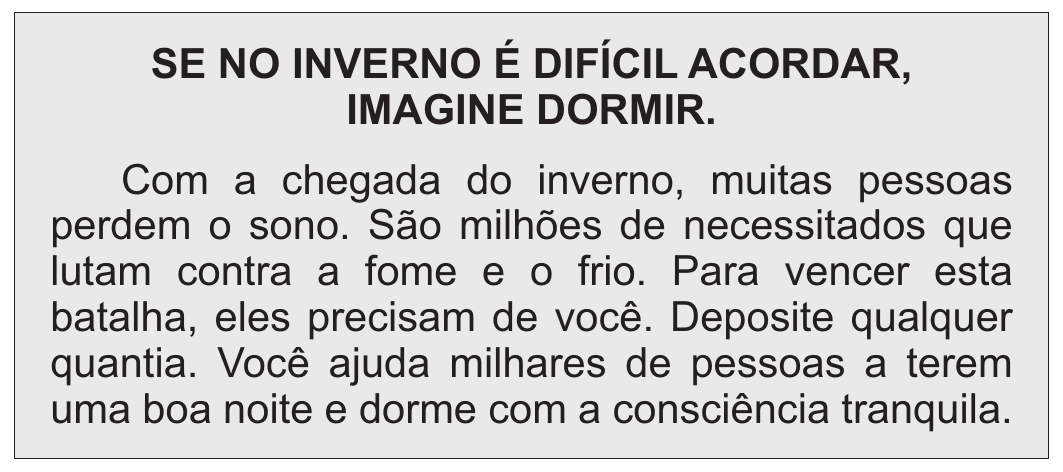 SE NO INVERNO É DIFÍCIL ACORDAR,
IMAGINE DORMIR.
Com a chegada do inverno, muitas pessoas
perdem o sono. São milhões de necessitados que
lutam contra a fome e o frio. Para vencer esta
batalha, eles precisam de você. Deposite qualquer
quantia. Você ajuda milhares de pessoas a terem
uma boa noite e dorme com a consciência tranquila.